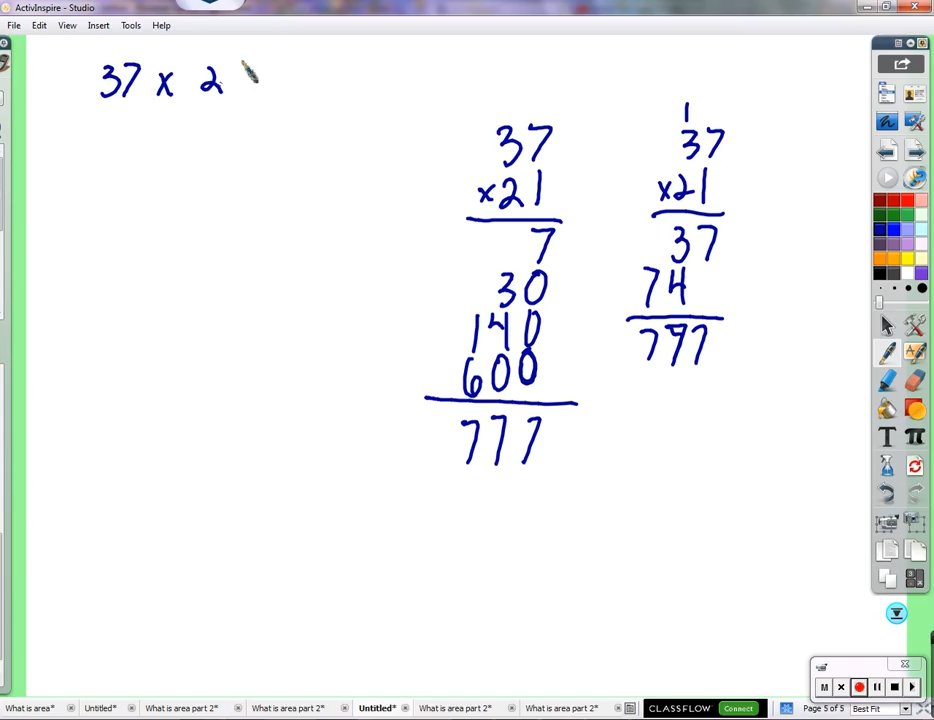 ActivInspire - Studio
File Edit View Insert Tools Help
37 x 2
37
x21
7
30
140
600
777
1
37
x21
37
74
777
T π
M
What is area* Untitled* What is area part 2* What is area part 2* Untitled* What is area part 2* What is area part 2* CLASSFLOW Connect Page 5 of 5 Best Fit